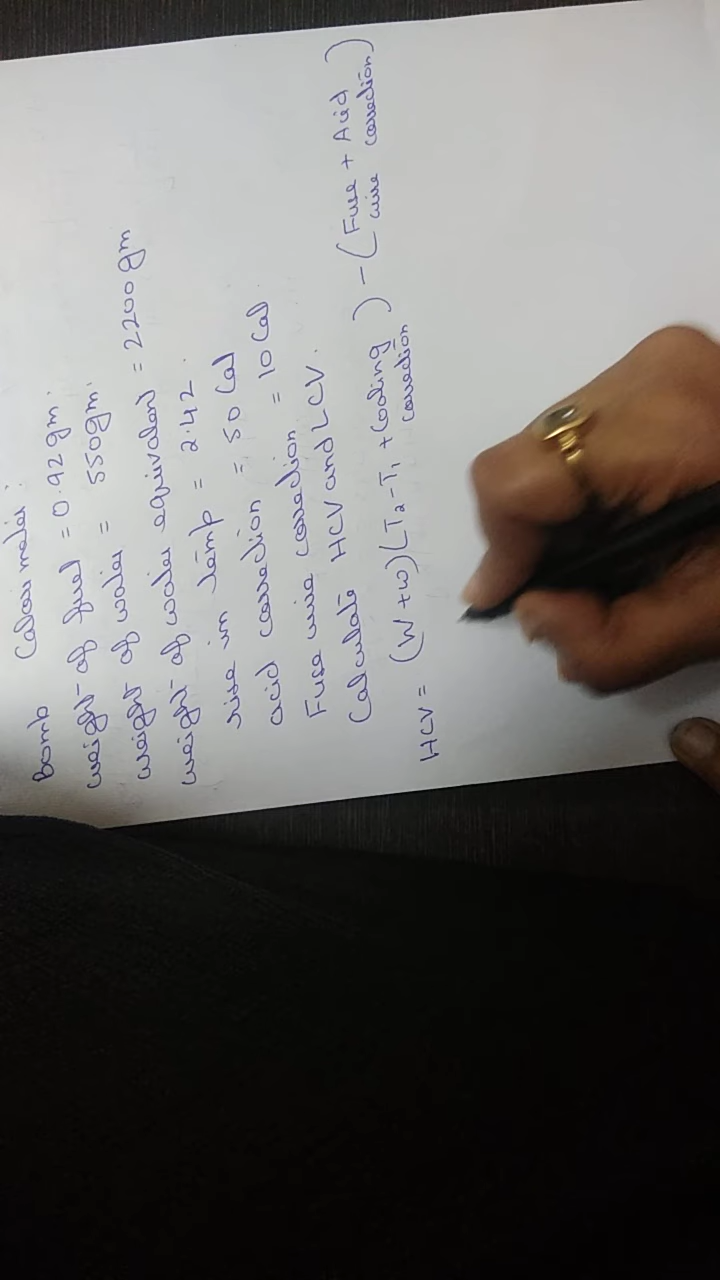 Bomb Calorimeter :
weight of fuel = 0.92 gm.
weight of water = 550gm.
weight of water equivalent = 2200 gm
rise in temp = 2.42.
acid correction = 50 Cal
Fuse wire correction = 10 Cal.
Calculate HCV and LCV.
HCV = (W+w)(T2-T1 + Cooling correction) - (Fuse wire + Acid correction)